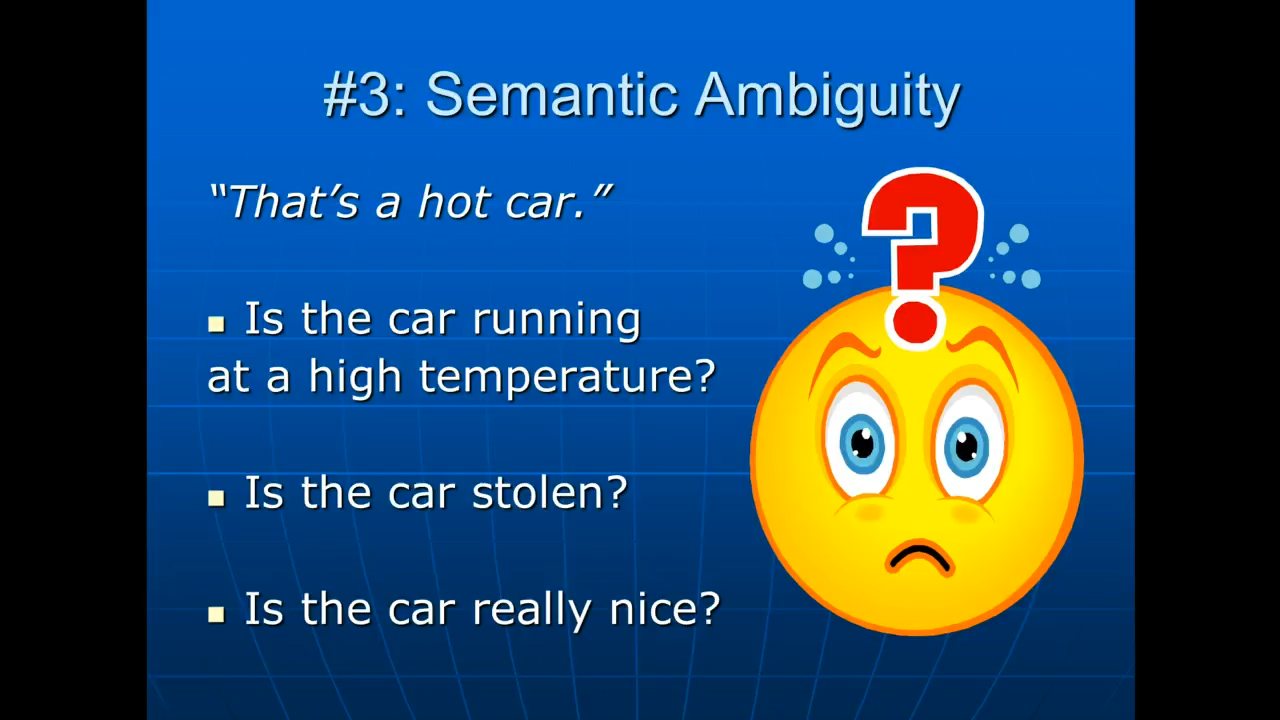 #3: Semantic Ambiguity
“That’s a hot car.”
Is the car running
at a high temperature?
Is the car stolen?
Is the car really nice?
?